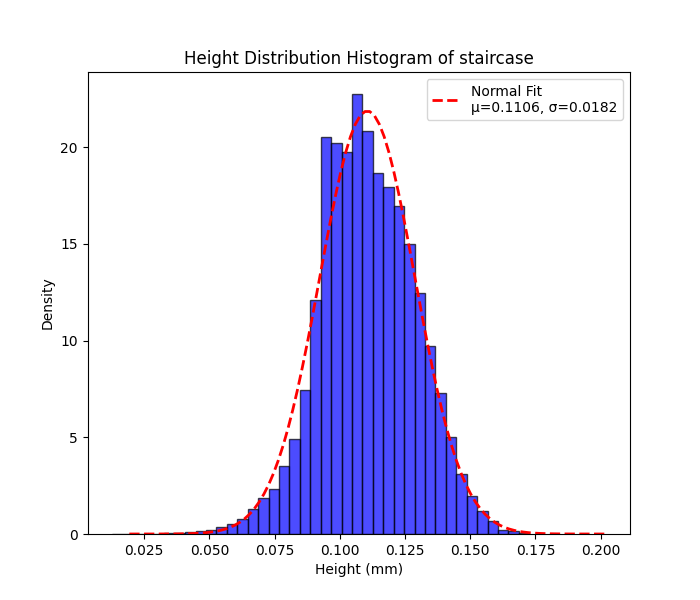 Height Distribution Histogram of staircase
Normal Fit
μ=0.1106, σ=0.0182
20
15
10
5
0
Density
0.025 0.050 0.075 0.100 0.125 0.150 0.175 0.200
Height (mm)